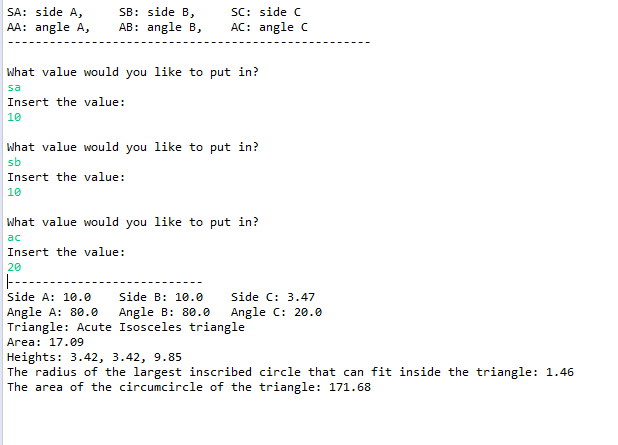 SA: side A,     SB: side B,     SC: side C
AA: angle A,    AB: angle B,    AC: angle C
----------------------------------------------------
What value would you like to put in?
sa
Insert the value:
10
What value would you like to put in?
sb
Insert the value:
10
What value would you like to put in?
ac
Insert the value:
20
----------------------------
Side A: 10.0    Side B: 10.0    Side C: 3.47
Angle A: 80.0   Angle B: 80.0   Angle C: 20.0
Triangle: Acute Isosceles triangle
Area: 17.09
Heights: 3.42, 3.42, 9.85
The radius of the largest inscribed circle that can fit inside the triangle: 1.46
The area of the circumcircle of the triangle: 171.68